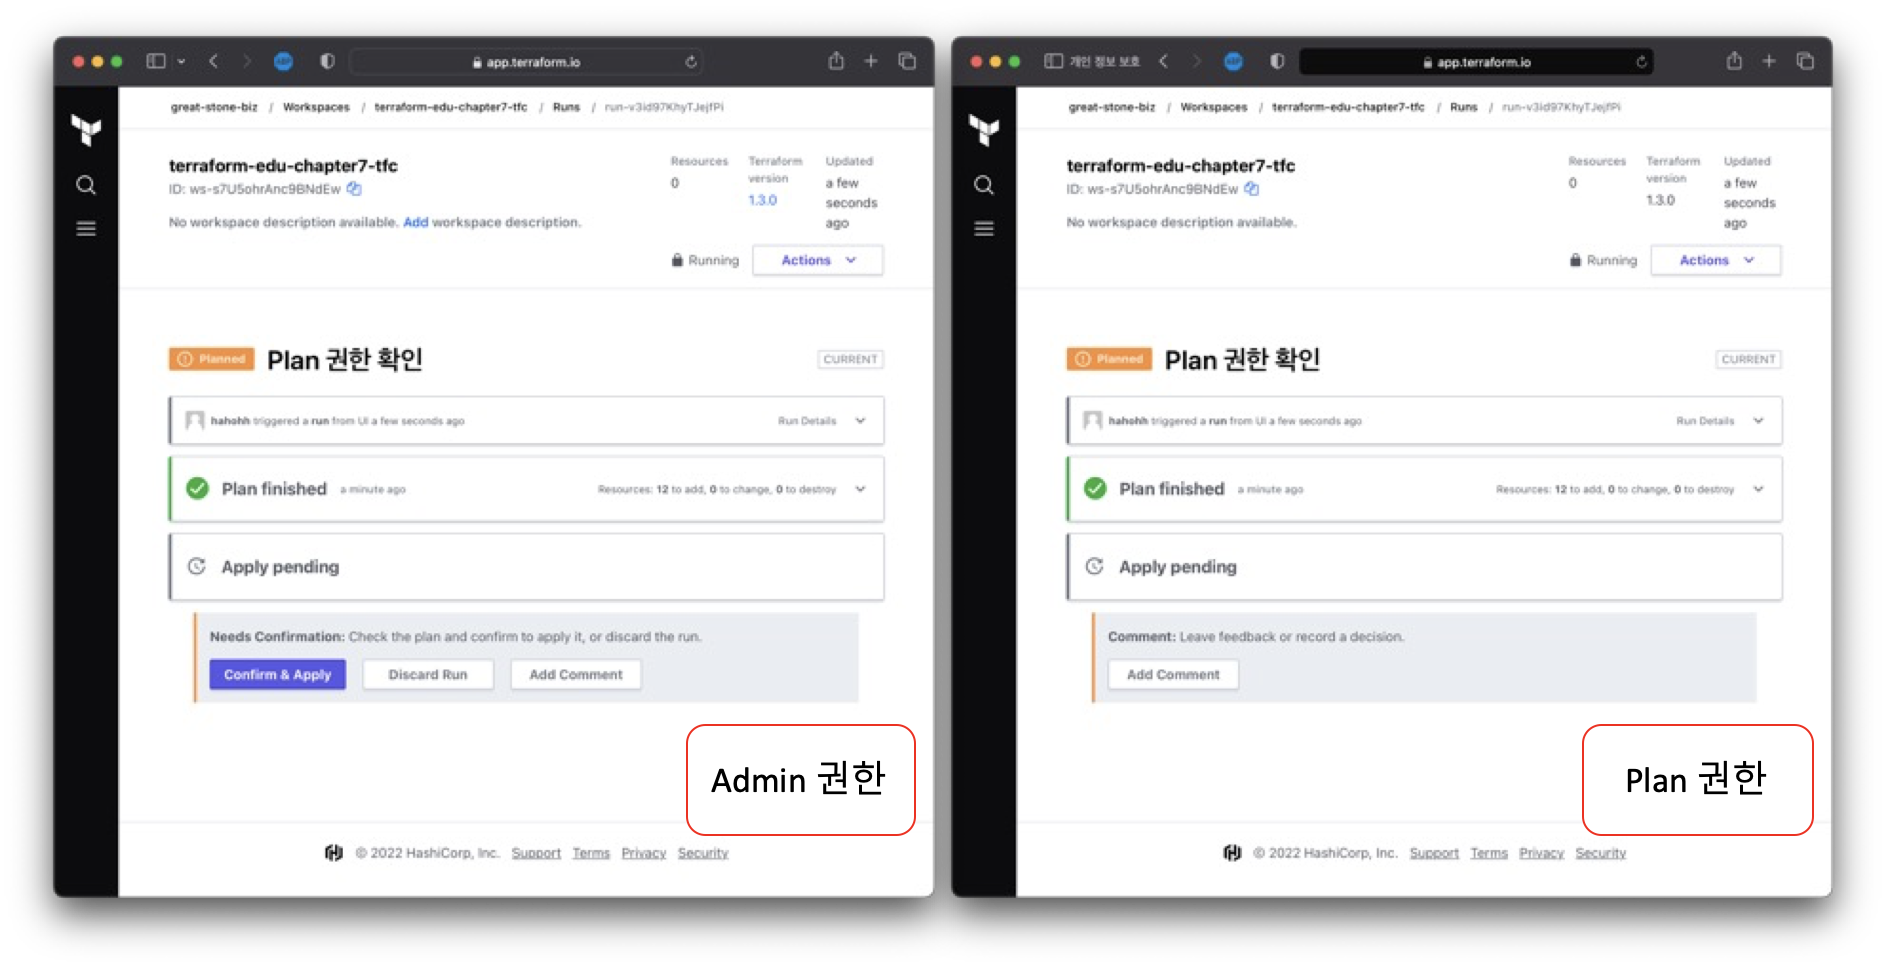 app.terraform.io
great-stone-biz / Workspaces / terraform-edu-chapter7-tfc / Runs / run-v3id97KhyTJejfPi
terraform-edu-chapter7-tfc
ID: ws-s7U5ohrAnc9BNdEw
No workspace description available. Add workspace description.
Resources
0
Terraform
version
1.3.0
Updated
a few
seconds
ago
Running
Actions
Planned
Plan 권한 확인
CURRENT
hahohh triggered a run from UI a few seconds ago
Run Details
Plan finished a minute ago
Resources: 12 to add, 0 to change, 0 to destroy
Apply pending
Needs Confirmation: Check the plan and confirm to apply it, or discard the run.
Confirm & Apply
Discard Run
Add Comment
Admin 권한
© 2022 HashiCorp, Inc. Support Terms Privacy Security
개인 정보 보호
app.terraform.io
great-stone-biz / Workspaces / terraform-edu-chapter7-tfc / Runs / run-v3id97KhyTJejfPi
terraform-edu-chapter7-tfc
ID: ws-s7U5ohrAnc9BNdEw
No workspace description available.
Resources
0
Terraform
version
1.3.0
Updated
a few
seconds
ago
Running
Actions
Planned
Plan 권한 확인
CURRENT
hahohh triggered a run from UI a few seconds ago
Run Details
Plan finished a minute ago
Resources: 12 to add, 0 to change, 0 to destroy
Apply pending
Comment: Leave feedback or record a decision.
Add Comment
Plan 권한
© 2022 HashiCorp, Inc. Support Terms Privacy Security